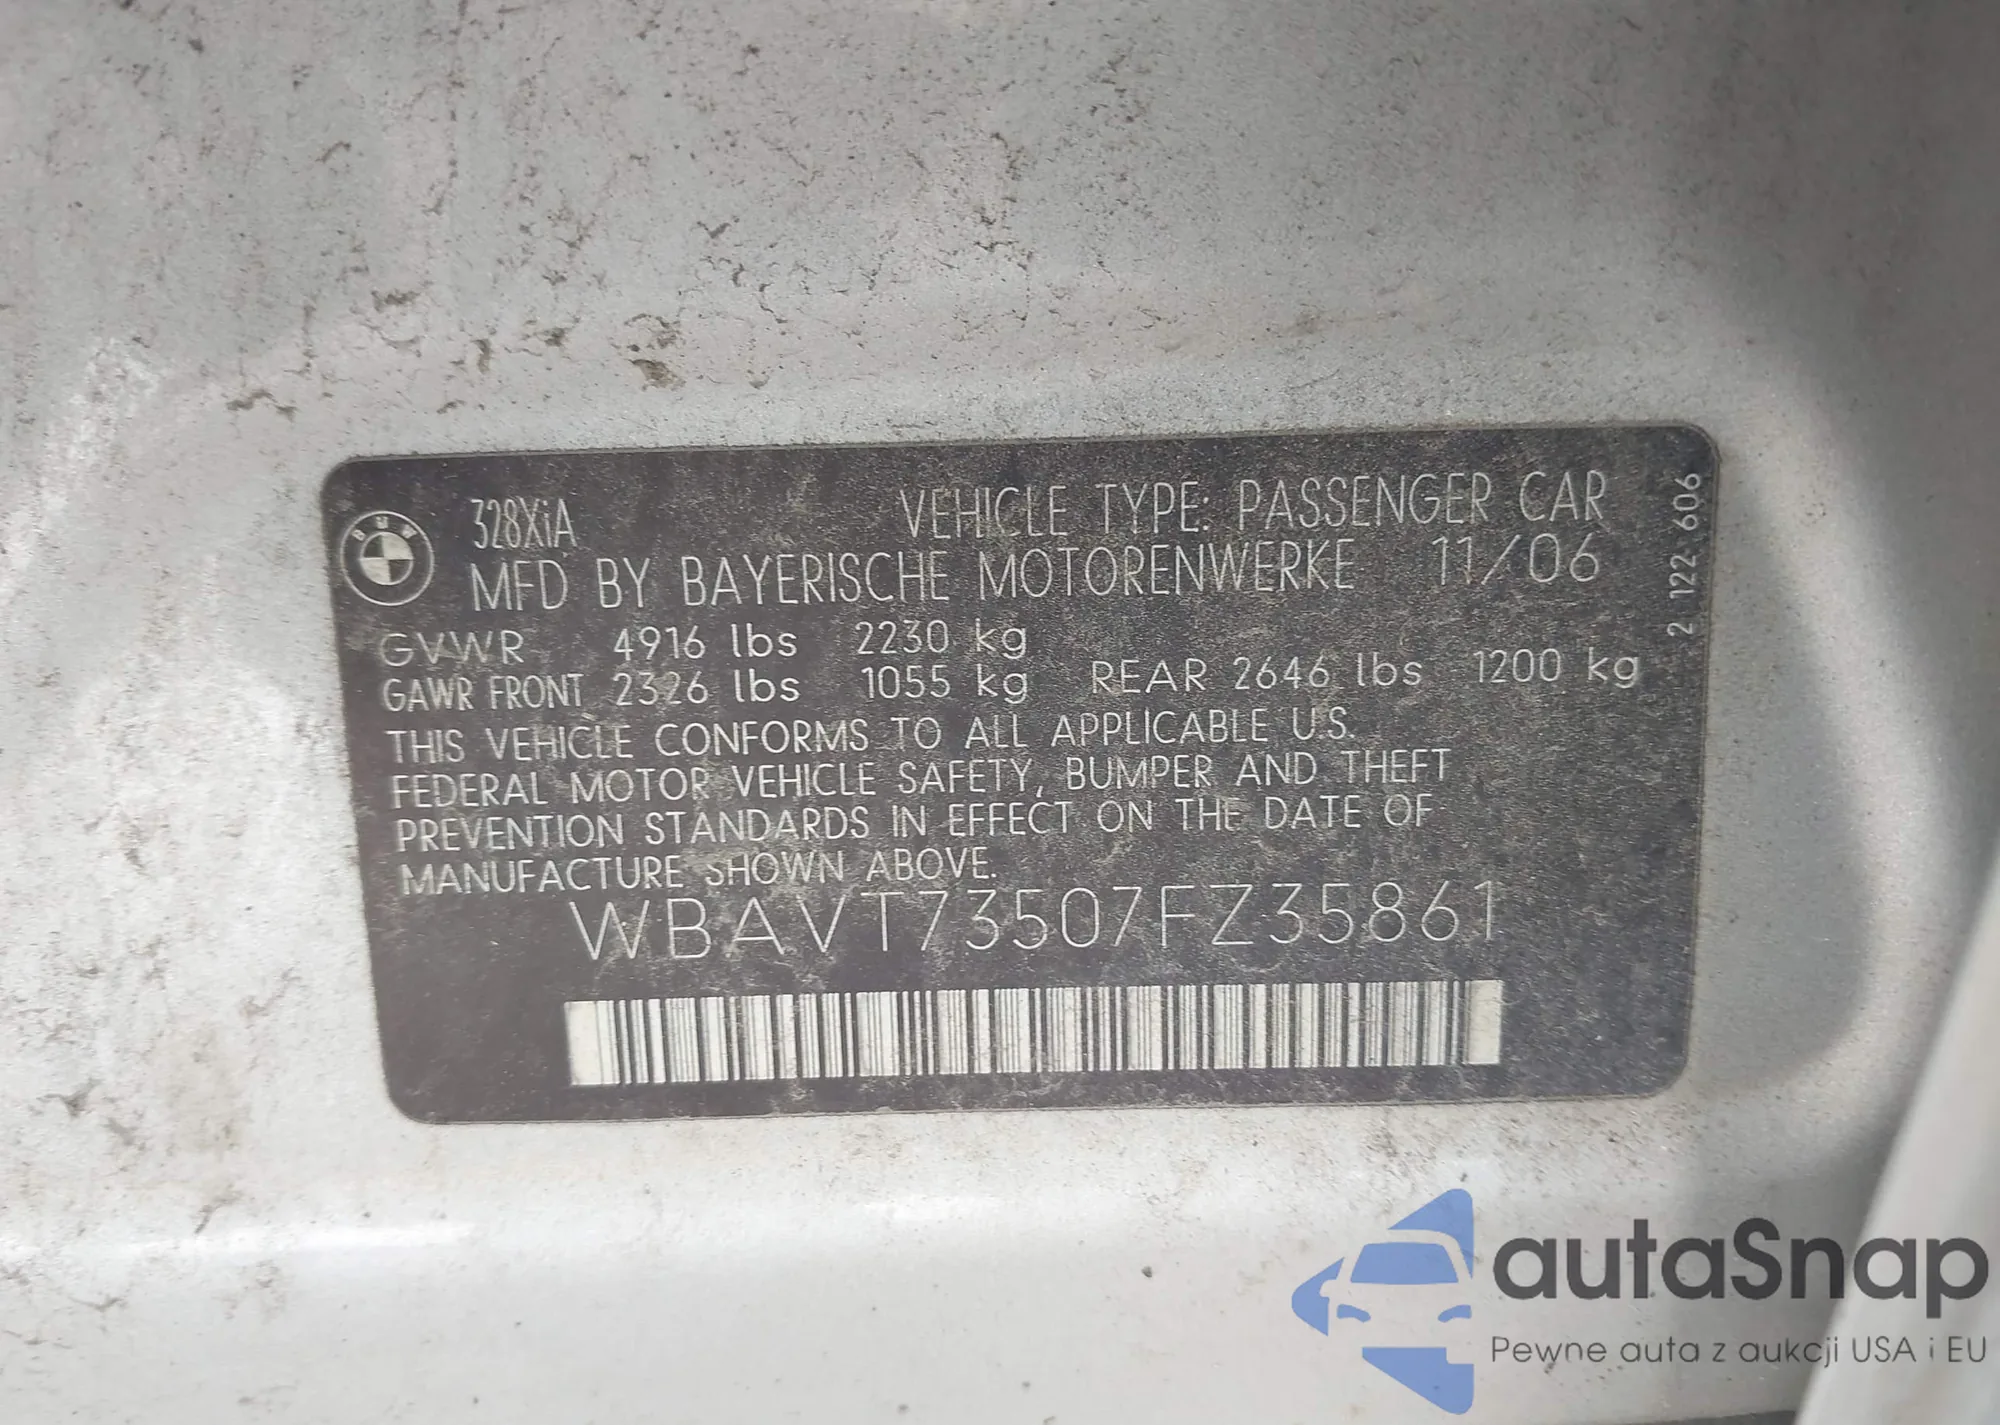 BMW
328XiA VEHICLE TYPE: PASSENGER CAR
MFD BY BAYERISCHE MOTORENWERKE 11/06
GVWR 4916 lbs 2230 kg
GAWR FRONT 2326 lbs 1055 kg REAR 2646 lbs 1200 kg
THIS VEHICLE CONFORMS TO ALL APPLICABLE U.S.
FEDERAL MOTOR VEHICLE SAFETY, BUMPER AND THEFT
PREVENTION STANDARDS IN EFFECT ON THE DATE OF
MANUFACTURE SHOWN ABOVE.
WBAVT73507FZ35861
2 122 606
autaSnap
Pewne auta z aukcji USA i EU